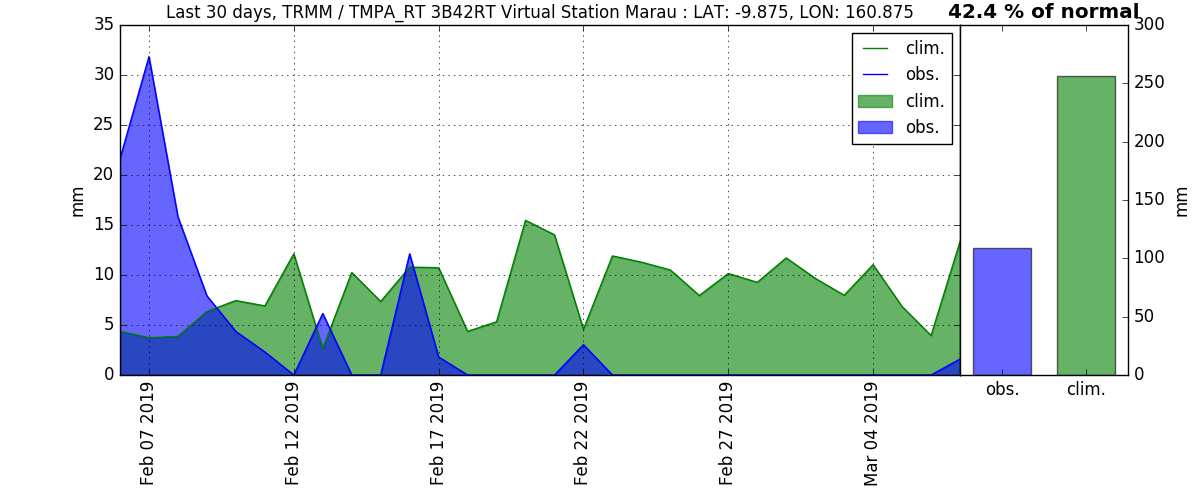 Last 30 days, TRMM / TMPA_RT 3B42RT Virtual Station Marau : LAT: -9.875, LON: 160.875
42.4 % of normal
35
30
25
20
15
10
5
0
mm
clim.
obs.
clim.
obs.
Feb 07 2019
Feb 12 2019
Feb 17 2019
Feb 22 2019
Feb 27 2019
Mar 04 2019
300
250
200
150
100
50
0
mm
obs.
clim.